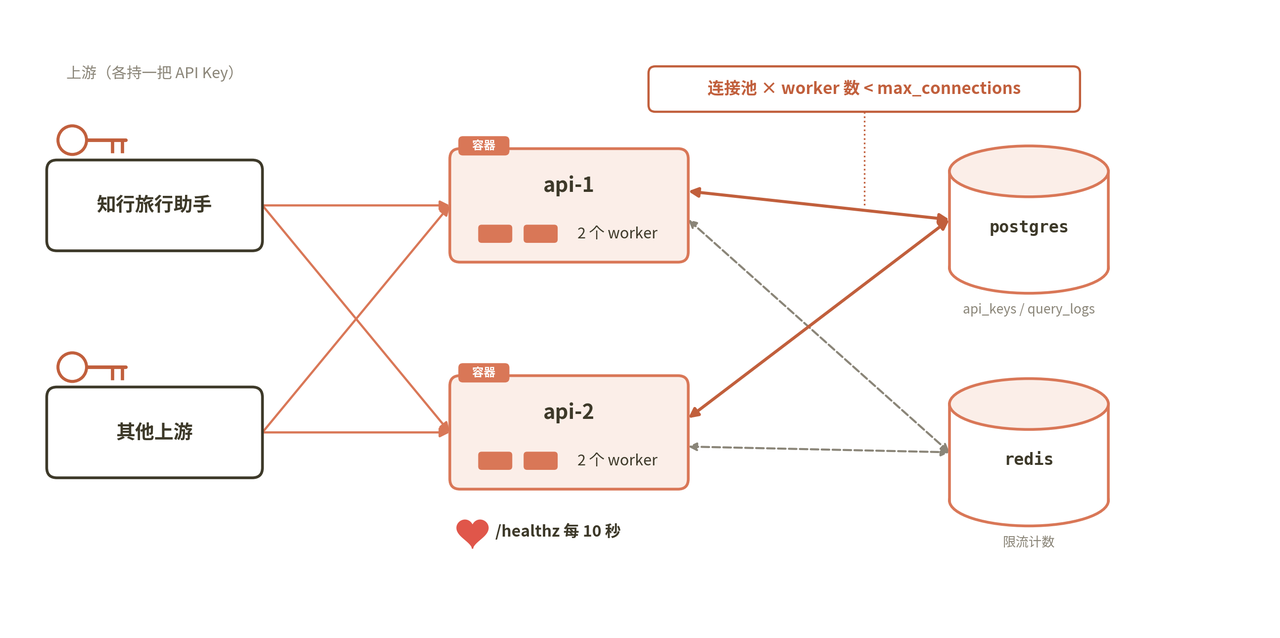 上游（各持一把 API Key）
连接池 × worker 数 < max_connections
知行旅行助手
容器
api-1
2 个 worker
postgres
api_keys / query_logs
其他上游
容器
api-2
2 个 worker
redis
限流计数
/healthz 每 10 秒